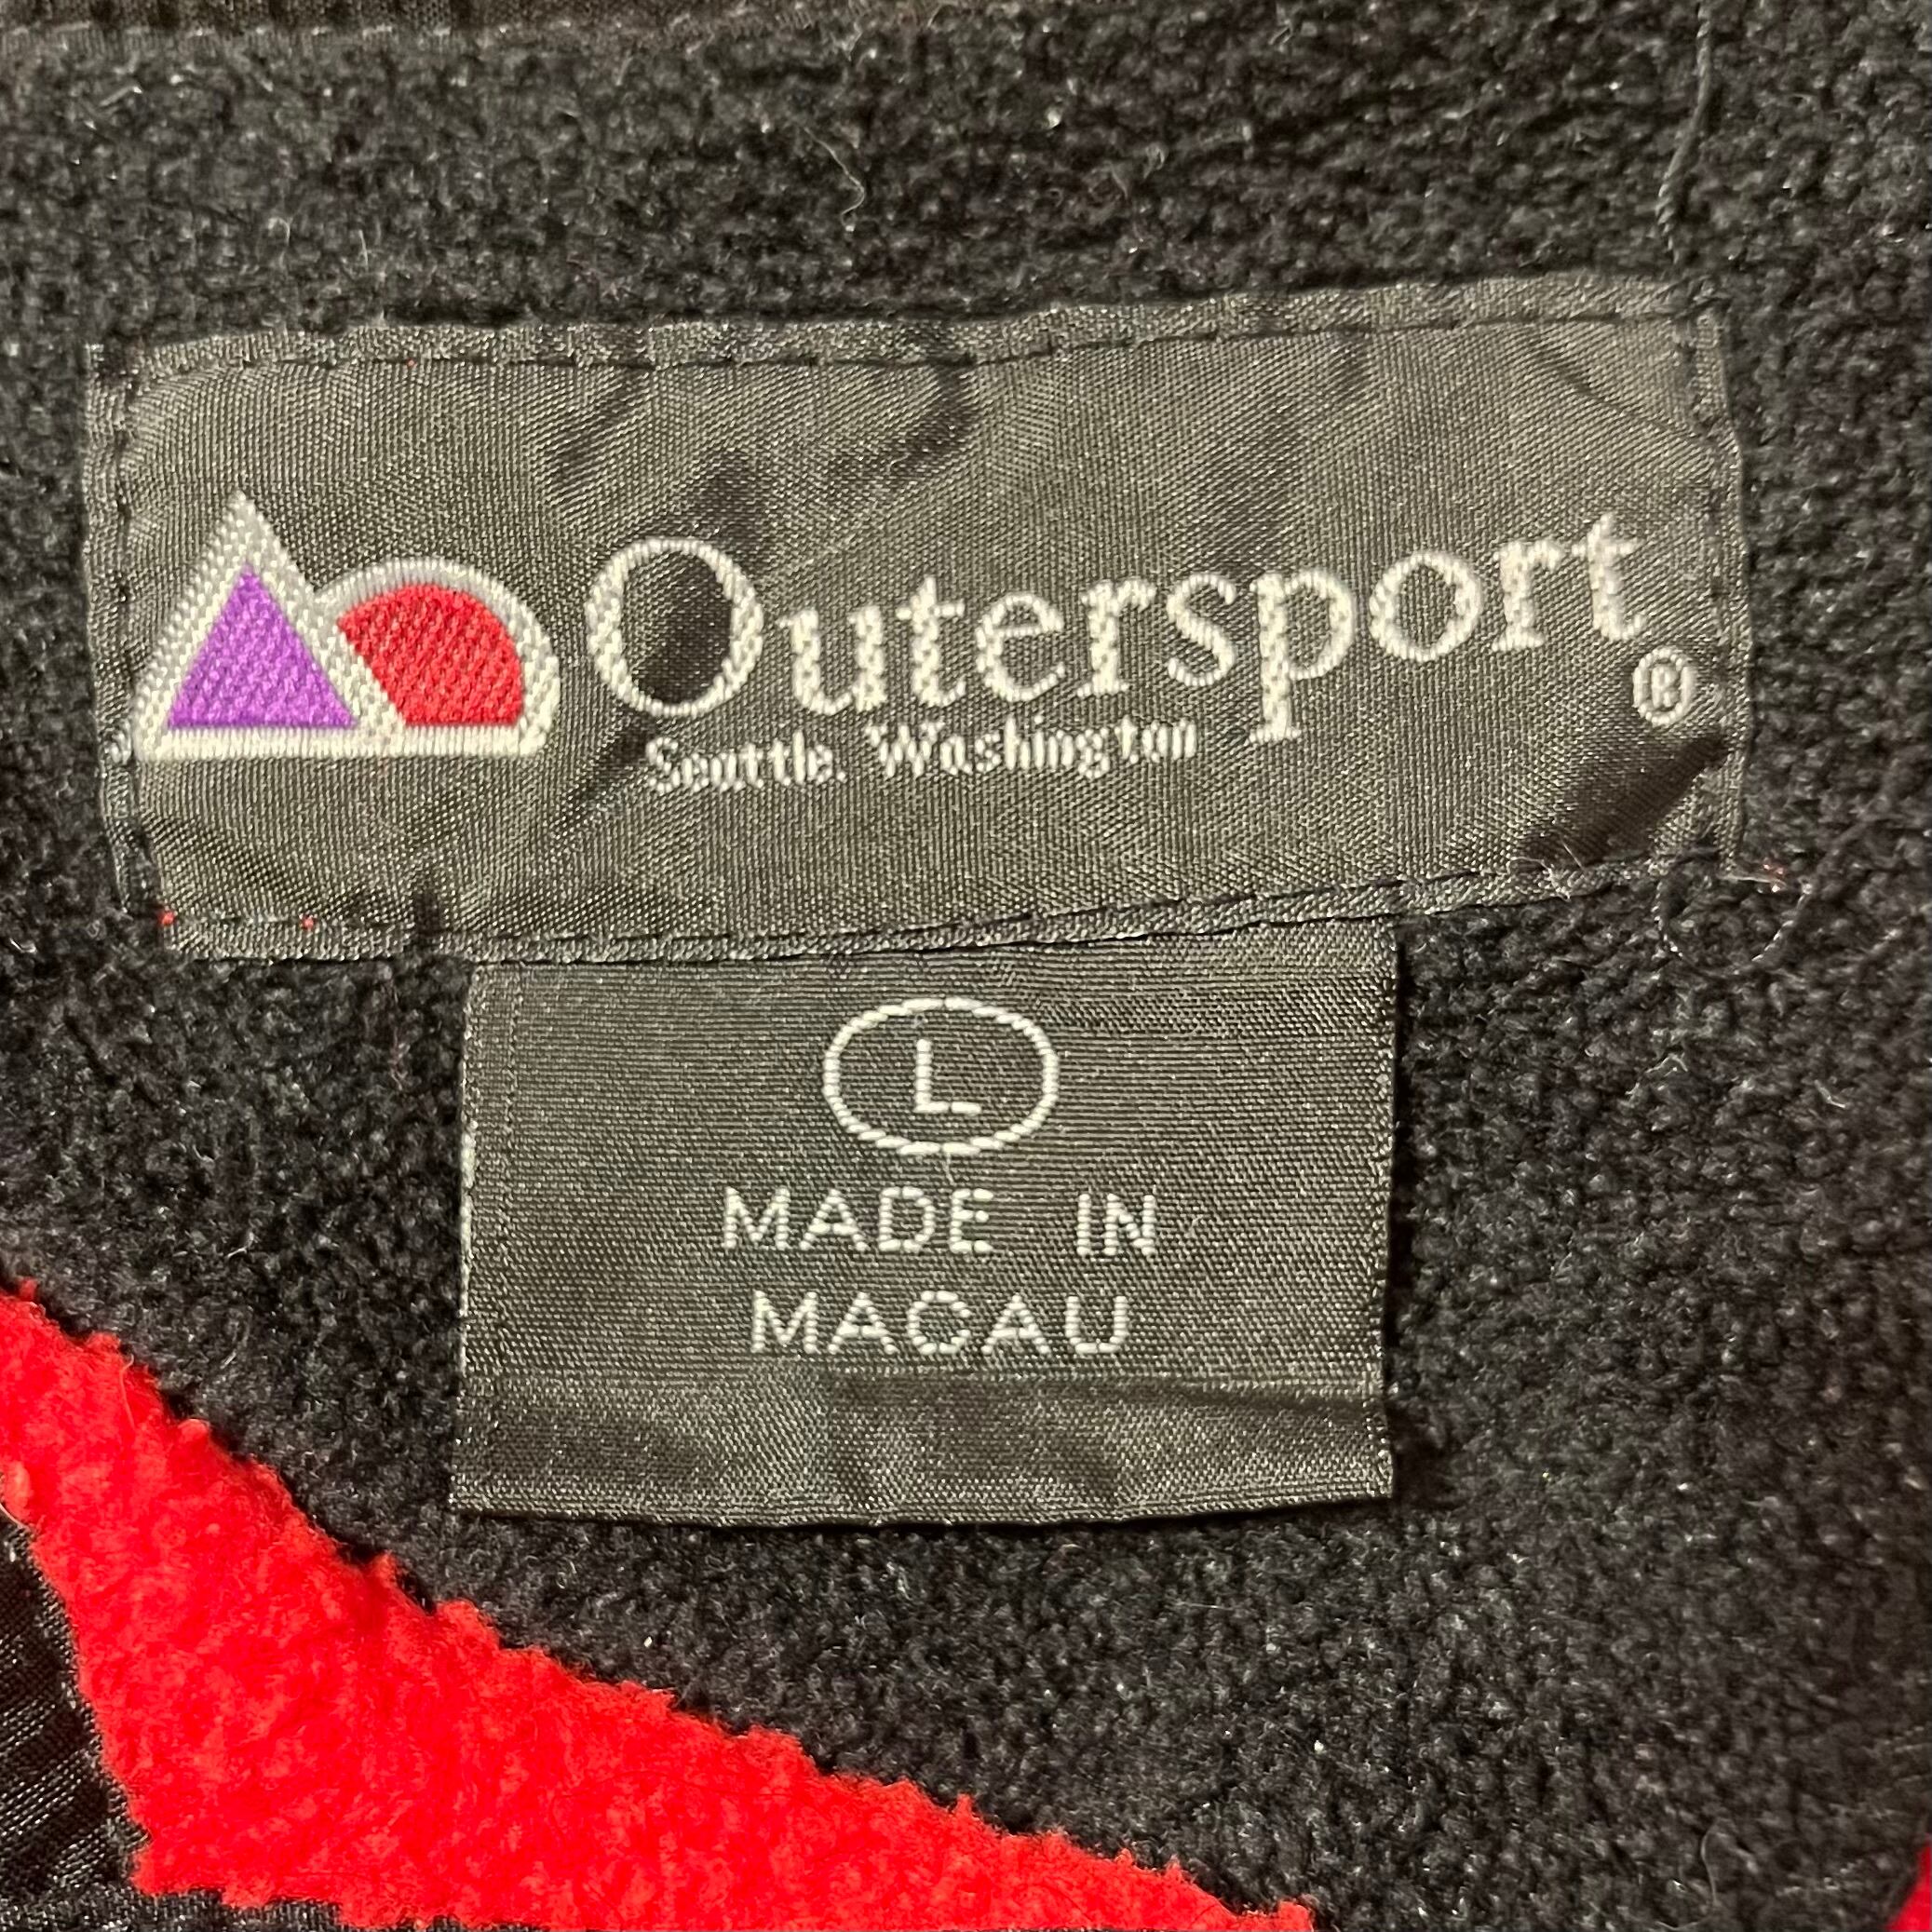 Outersport
®
Seattle, Washington
L
MADE IN
MACAU